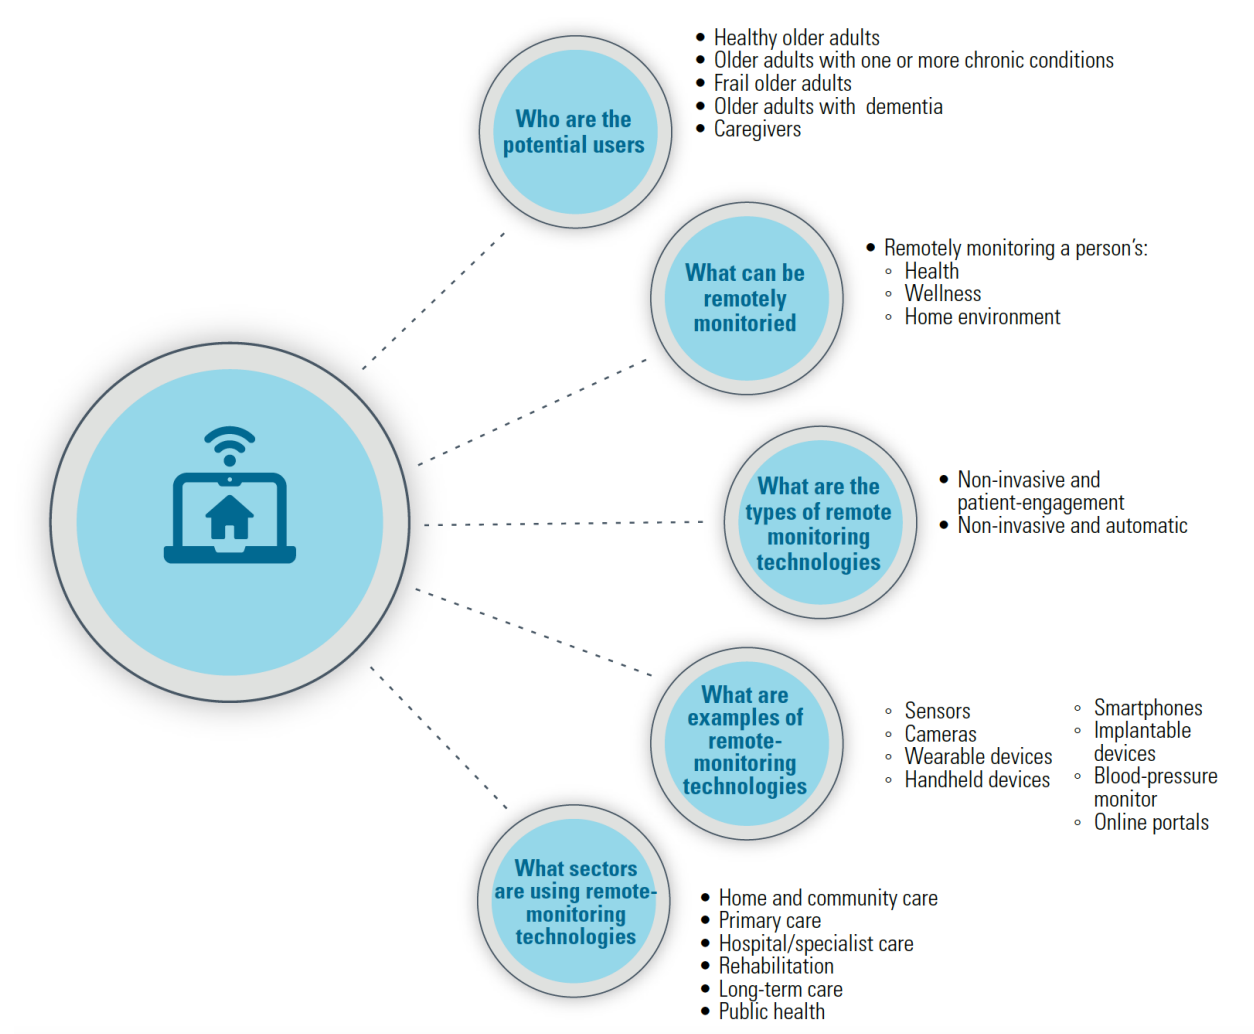 Who are the
potential users
• Healthy older adults
• Older adults with one or more chronic conditions
• Frail older adults
• Older adults with dementia
• Caregivers
What can be
remotely
monitoried
• Remotely monitoring a person’s:
◦ Health
◦ Wellness
◦ Home environment
What are the
types of remote
monitoring
technologies
• Non-invasive and
patient-engagement
• Non-invasive and automatic
What are
examples of
remote-
monitoring
technologies
◦ Sensors
◦ Cameras
◦ Wearable devices
◦ Handheld devices
◦ Smartphones
◦ Implantable
devices
◦ Blood-pressure
monitor
◦ Online portals
What sectors
are using remote-
monitoring
technologies
• Home and community care
• Primary care
• Hospital/specialist care
• Rehabilitation
• Long-term care
• Public health